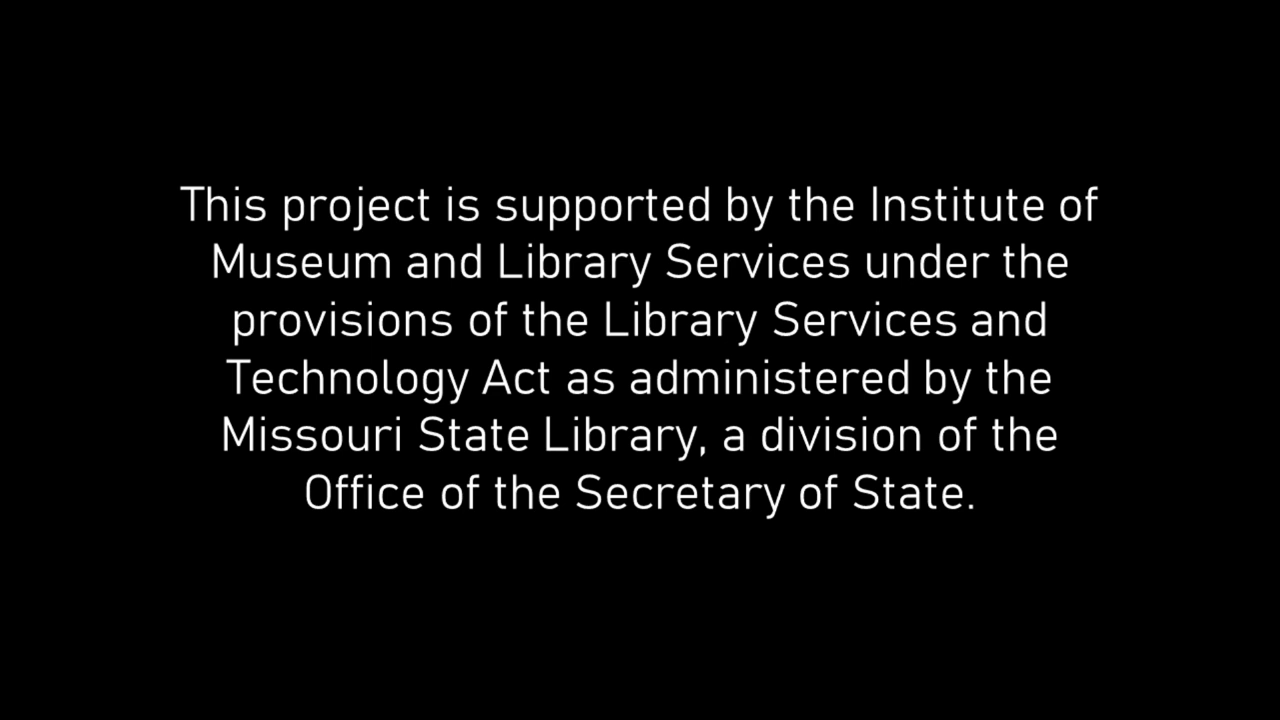 This project is supported by the Institute of
Museum and Library Services under the
provisions of the Library Services and
Technology Act as administered by the
Missouri State Library, a division of the
Office of the Secretary of State.